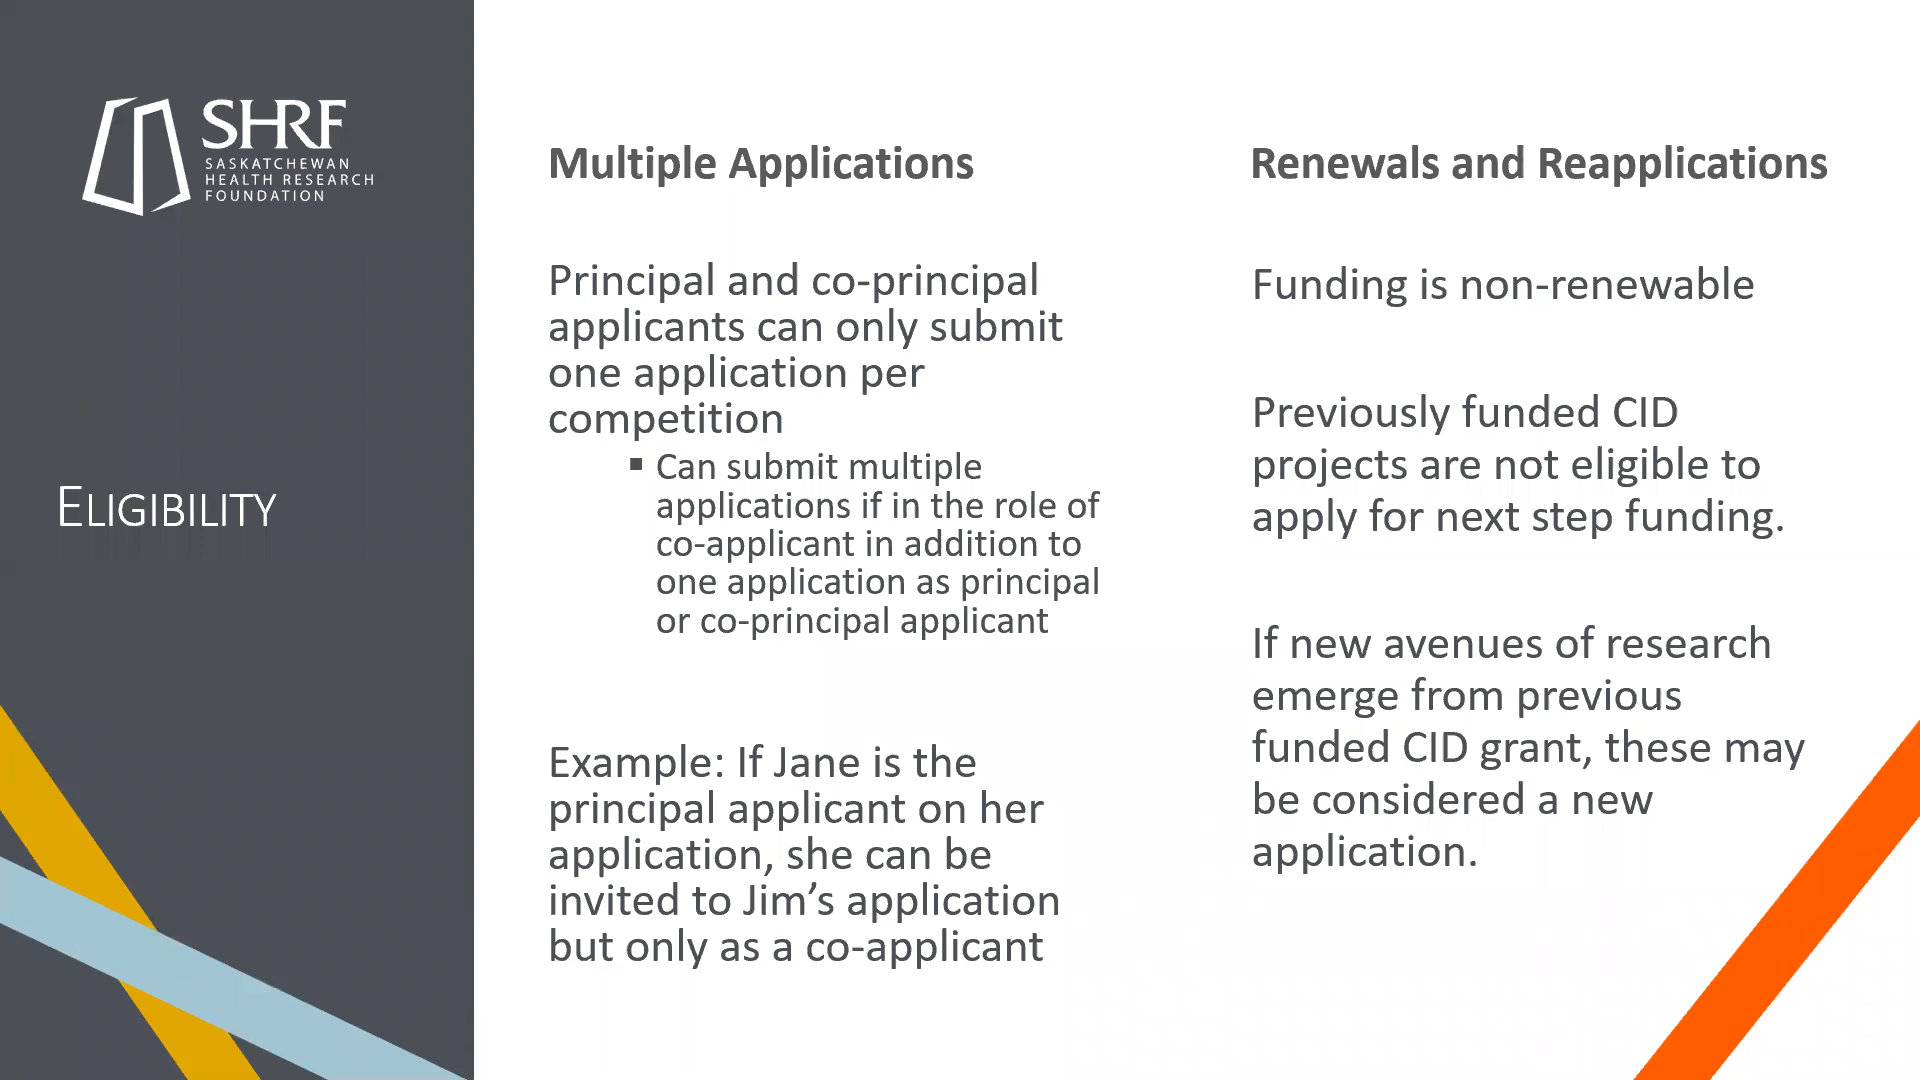 SHRF
SASKATCHEWAN
HEALTH RESEARCH
FOUNDATION
ELIGIBILITY
Multiple Applications
Principal and co-principal
applicants can only submit
one application per
competition
▪ Can submit multiple
applications if in the role of
co-applicant in addition to
one application as principal
or co-principal applicant
Example: If Jane is the
principal applicant on her
application, she can be
invited to Jim’s application
but only as a co-applicant
Renewals and Reapplications
Funding is non-renewable
Previously funded CID
projects are not eligible to
apply for next step funding.
If new avenues of research
emerge from previous
funded CID grant, these may
be considered a new
application.